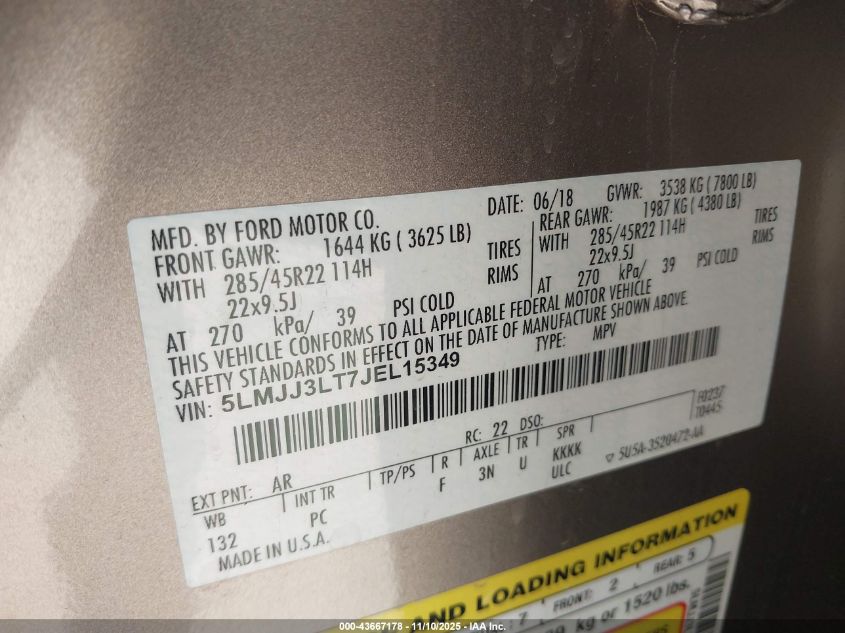 MFD. BY FORD MOTOR CO.
DATE: 06/18 GVWR: 3538 KG ( 7800 LB)
FRONT GAWR: 1644 KG ( 3625 LB)
REAR GAWR: 1987 KG ( 4380 LB)
WITH 285/45R22 114H TIRES
WITH 285/45R22 114H TIRES
22x9.5J RIMS
22x9.5J RIMS
AT 270 kPa/ 39 PSI COLD
AT 270 kPa/ 39 PSI COLD
THIS VEHICLE CONFORMS TO ALL APPLICABLE FEDERAL MOTOR VEHICLE
SAFETY STANDARDS IN EFFECT ON THE DATE OF MANUFACTURE SHOWN ABOVE.
VIN: 5LMJJ3LT7JEL15349
TYPE: MPV
F0237
T0445
RC: 22 DSO:
EXT PNT: AR
WB INT TR TP/PS R AXLE TR SPR
132 PC F 3N U KKKK
ULC
▽ 5U5A-3520472-AA
MADE IN U.S.A.
AND LOADING INFORMATION
7 FRONT: 2 REAR: 5
kg or 1520 lbs.
000-43667178 - 11/10/2025 - IAA Inc.